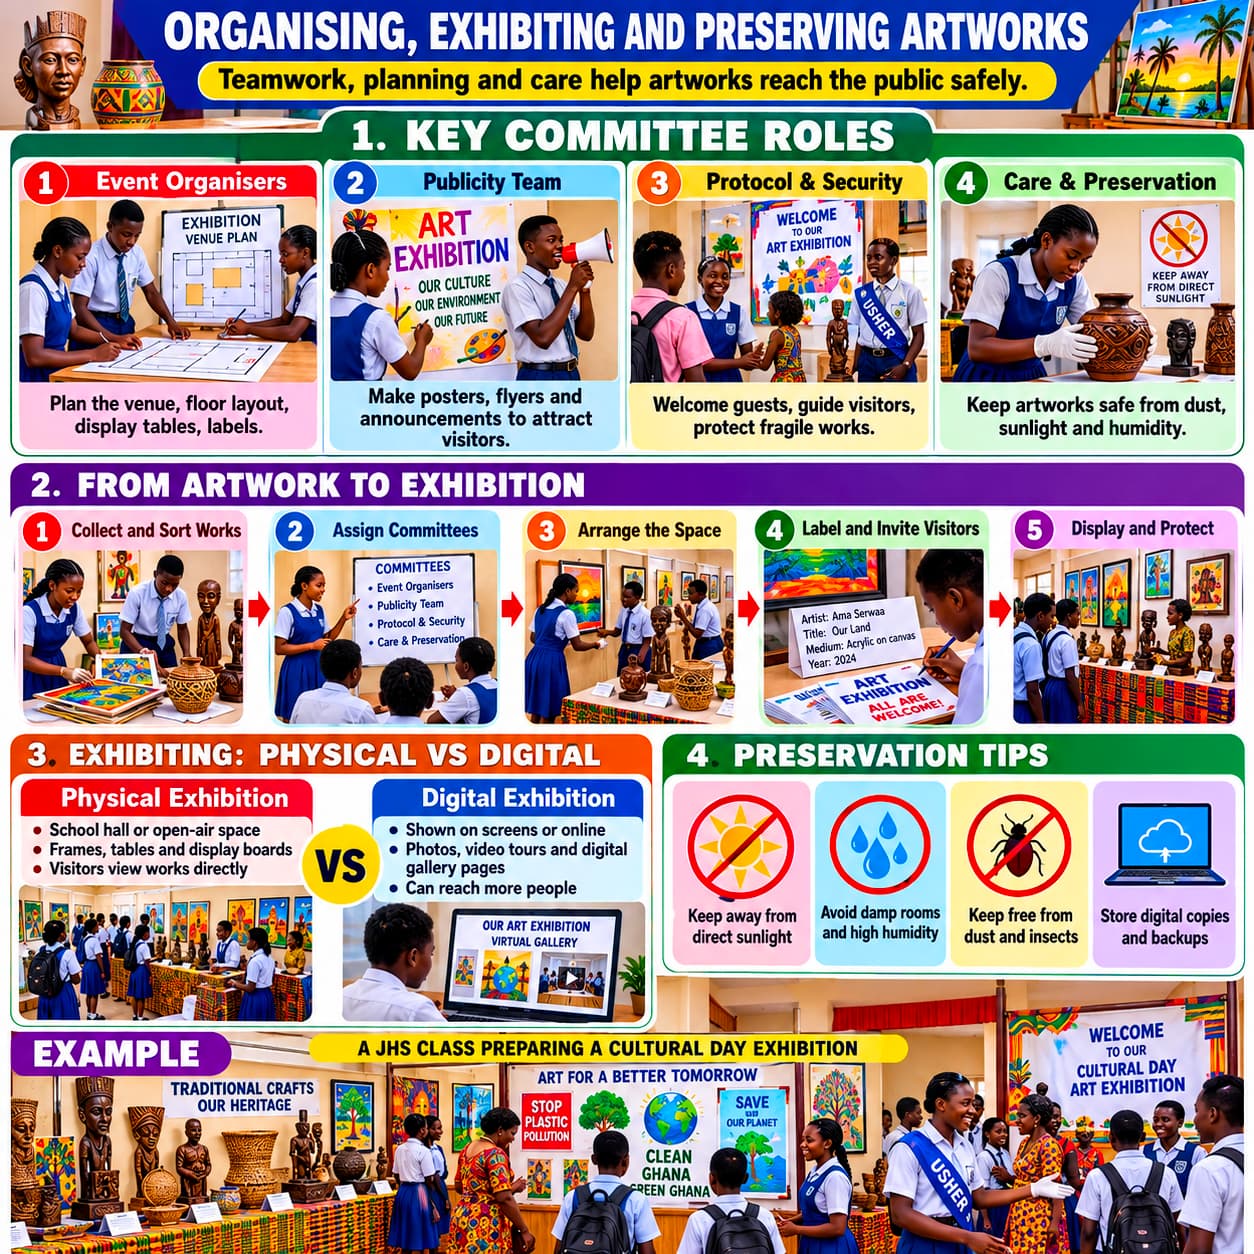 ORGANISING, EXHIBITING AND PRESERVING ARTWORKS
Teamwork, planning and care help artworks reach the public safely.
1. KEY COMMITTEE ROLES
1 Event Organisers
EXHIBITION
VENUE PLAN
Plan the venue, floor layout,
display tables, labels.
2 Publicity Team
ART
EXHIBITION
OUR CULTURE
OUR ENVIRONMENT
OUR FUTURE
Make posters, flyers and
announcements to attract
visitors.
3 Protocol & Security
WELCOME
TO OUR
ART EXHIBITION
USHER
Welcome guests, guide visitors,
protect fragile works.
4 Care & Preservation
KEEP AWAY
FROM DIRECT
SUNLIGHT
Keep artworks safe from dust,
sunlight and humidity.
2. FROM ARTWORK TO EXHIBITION
1 Collect and Sort Works
2 Assign Committees
COMMITTEES
• Event Organisers
• Publicity Team
• Protocol & Security
• Care & Preservation
3 Arrange the Space
4 Label and Invite Visitors
Artist: Ama Serwaa
Title: Our Land
Medium: Acrylic on canvas
Year: 2024
ART
EXHIBITION
ALL ARE
WELCOME!
5 Display and Protect
3. EXHIBITING: PHYSICAL VS DIGITAL
Physical Exhibition
• School hall or open-air space
• Frames, tables and display boards
• Visitors view works directly
VS
Digital Exhibition
• Shown on screens or online
• Photos, video tours and digital
gallery pages
• Can reach more people
OUR ART EXHIBITION
VIRTUAL GALLERY
4. PRESERVATION TIPS
Keep away from
direct sunlight
Avoid damp rooms
and high humidity
Keep free from
dust and insects
Store digital copies
and backups
EXAMPLE
A JHS CLASS PREPARING A CULTURAL DAY EXHIBITION
TRADITIONAL CRAFTS
OUR HERITAGE
ART FOR A BETTER TOMORROW
STOP
PLASTIC
POLLUTION
CLEAN
GHANA
GREEN GHANA
SAVE
OUR PLANET
WELCOME
TO OUR
CULTURAL DAY
ART EXHIBITION
USHER